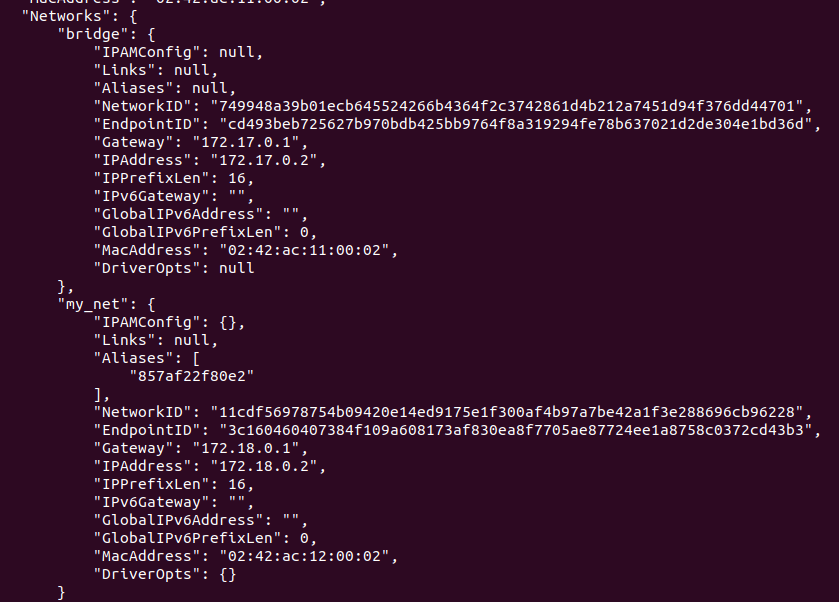 "MacAddress": "02:42:ac:11:00:02",
"Networks": {
"bridge": {
"IPAMConfig": null,
"Links": null,
"Aliases": null,
"NetworkID": "749948a39b01ecb645524266b4364f2c3742861d4b212a7451d94f376dd44701",
"EndpointID": "cd493beb725627b970bdb425bb9764f8a319294fe78b637021d2de304e1bd36d",
"Gateway": "172.17.0.1",
"IPAddress": "172.17.0.2",
"IPPrefixLen": 16,
"IPv6Gateway": "",
"GlobalIPv6Address": "",
"GlobalIPv6PrefixLen": 0,
"MacAddress": "02:42:ac:11:00:02",
"DriverOpts": null
},
"my_net": {
"IPAMConfig": {},
"Links": null,
"Aliases": [
"857af22f80e2"
],
"NetworkID": "11cdf56978754b09420e14ed9175e1f300af4b97a7be42a1f3e288696cb96228",
"EndpointID": "3c160460407384f109a608173af830ea8f7705ae87724ee1a8758c0372cd43b3",
"Gateway": "172.18.0.1",
"IPAddress": "172.18.0.2",
"IPPrefixLen": 16,
"IPv6Gateway": "",
"GlobalIPv6Address": "",
"GlobalIPv6PrefixLen": 0,
"MacAddress": "02:42:ac:12:00:02",
"DriverOpts": {}
}